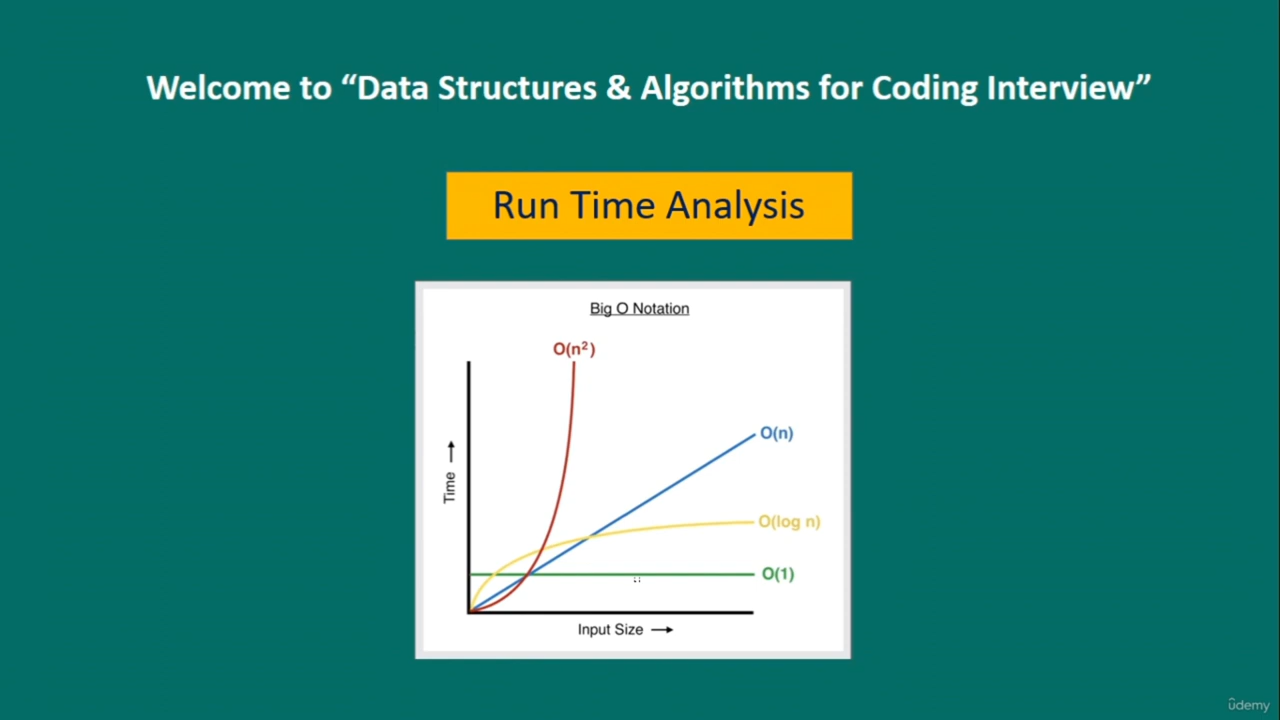 Welcome to “Data Structures & Algorithms for Coding Interview”
Run Time Analysis
Big O Notation
O(n²)
O(n)
Time
O(log n)
O(1)
Input Size
ûdemy